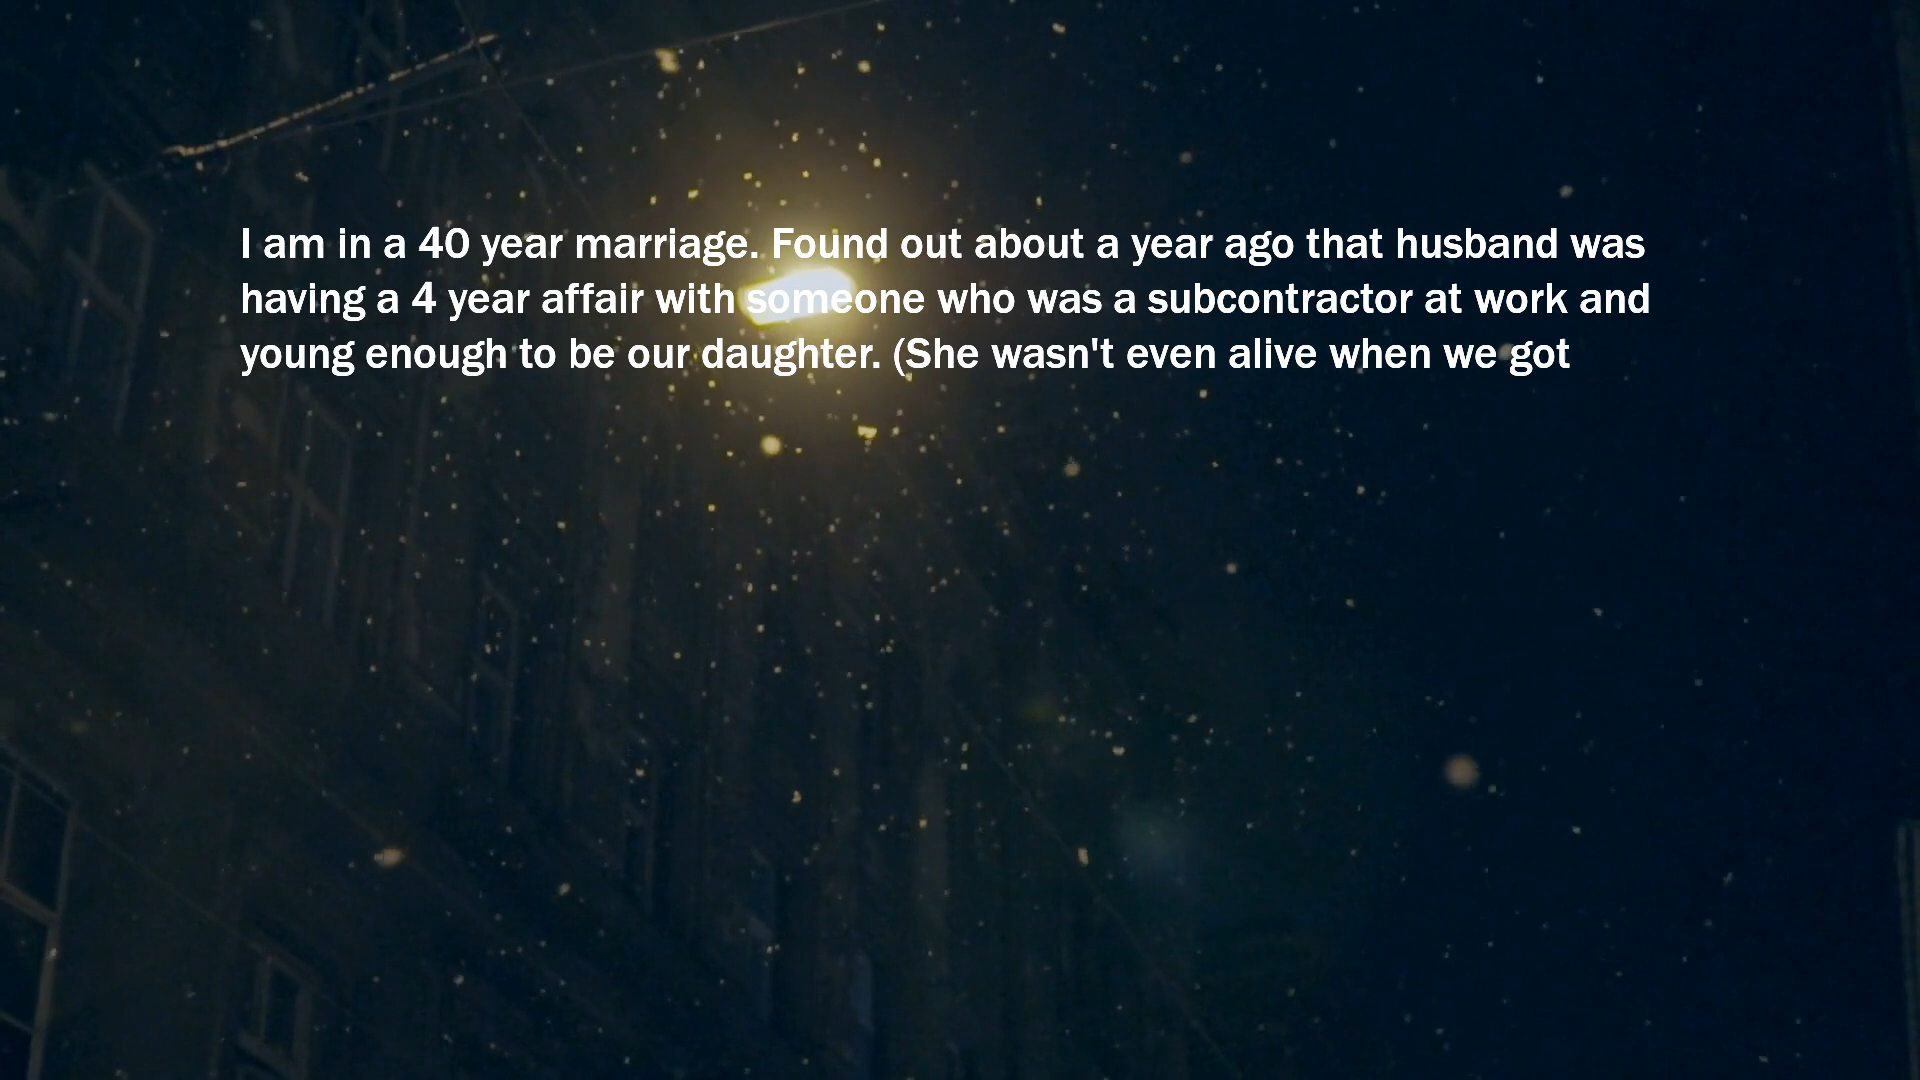 I am in a 40 year marriage. Found out about a year ago that husband was
having a 4 year affair with someone who was a subcontractor at work and
young enough to be our daughter. (She wasn't even alive when we got